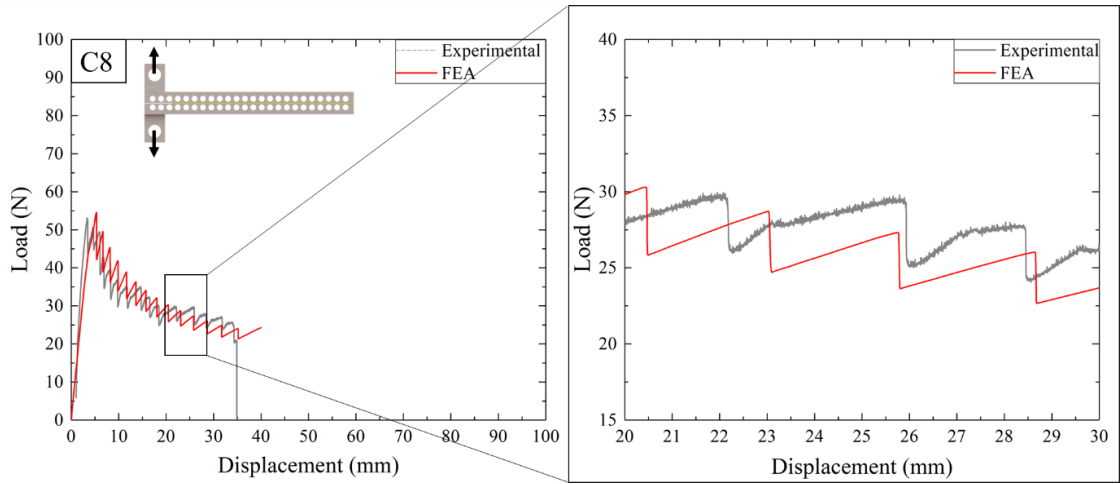 C8
Experimental
FEA
Load (N)
100
90
80
70
60
50
40
30
20
10
0
0 10 20 30 40 50 60 70 80 90 100
Displacement (mm)
Experimental
FEA
Load (N)
40
35
30
25
20
15
20 21 22 23 24 25 26 27 28 29 30
Displacement (mm)